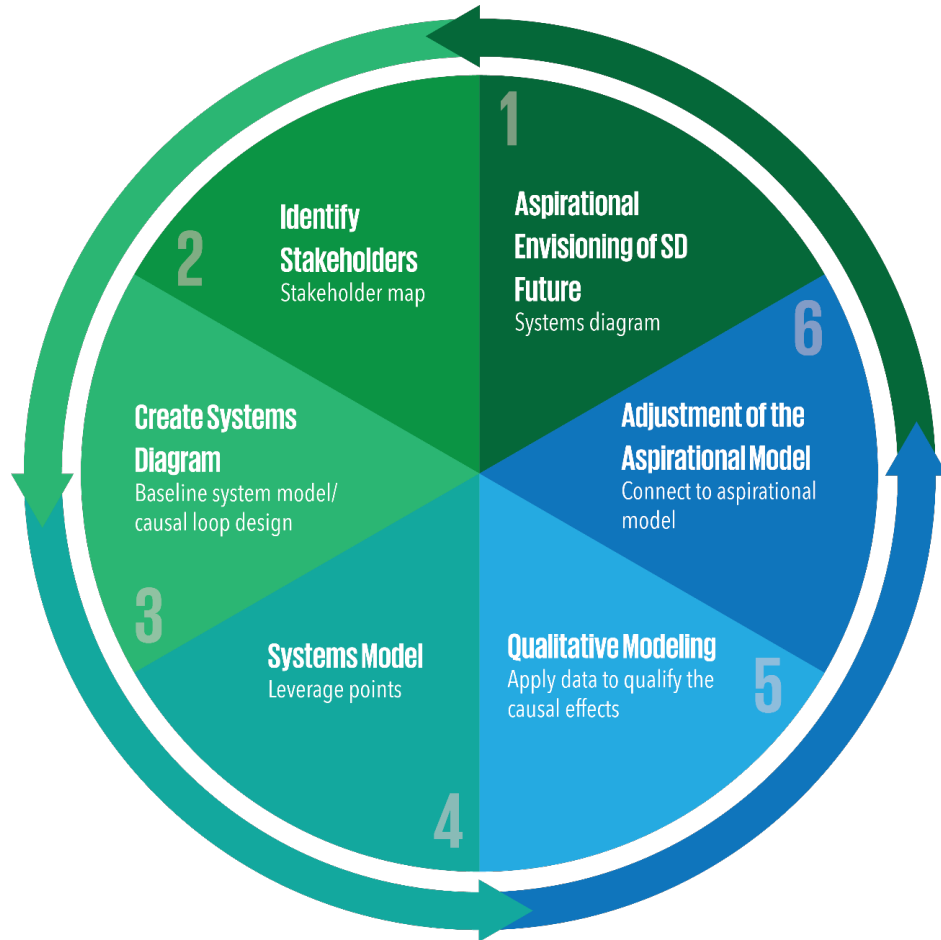 1
Aspirational
Envisioning of SD
Future
Systems diagram
2
Identify
Stakeholders
Stakeholder map
3
Create Systems
Diagram
Baseline system model/
causal loop design
4
Systems Model
Leverage points
5
Qualitative Modeling
Apply data to qualify the
causal effects
6
Adjustment of the
Aspirational Model
Connect to aspirational
model